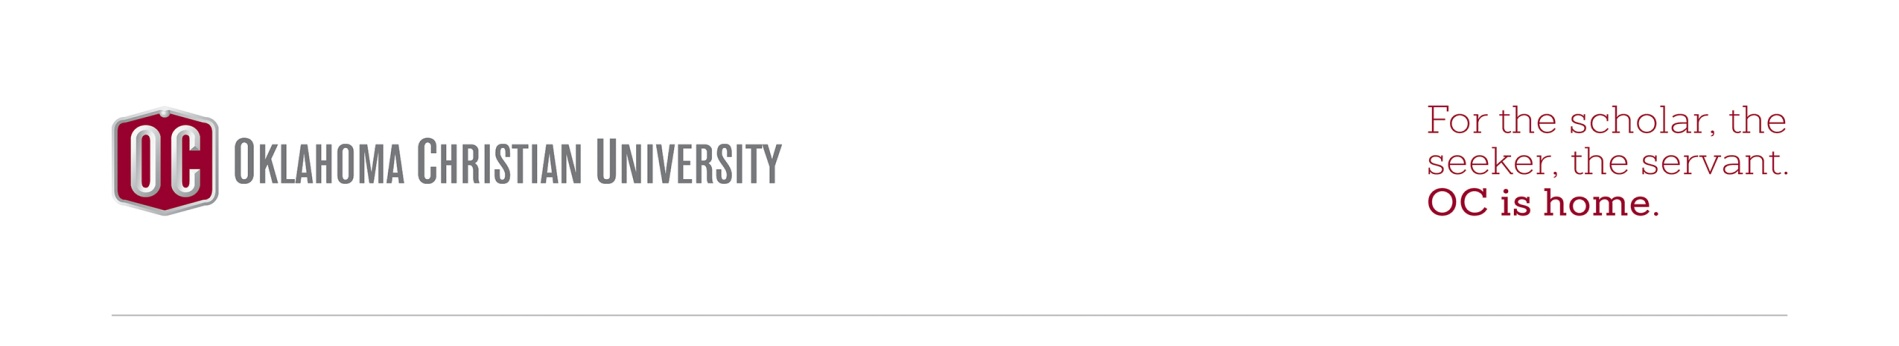 OC OKLAHOMA CHRISTIAN UNIVERSITY
For the scholar, the
seeker, the servant.
OC is home.